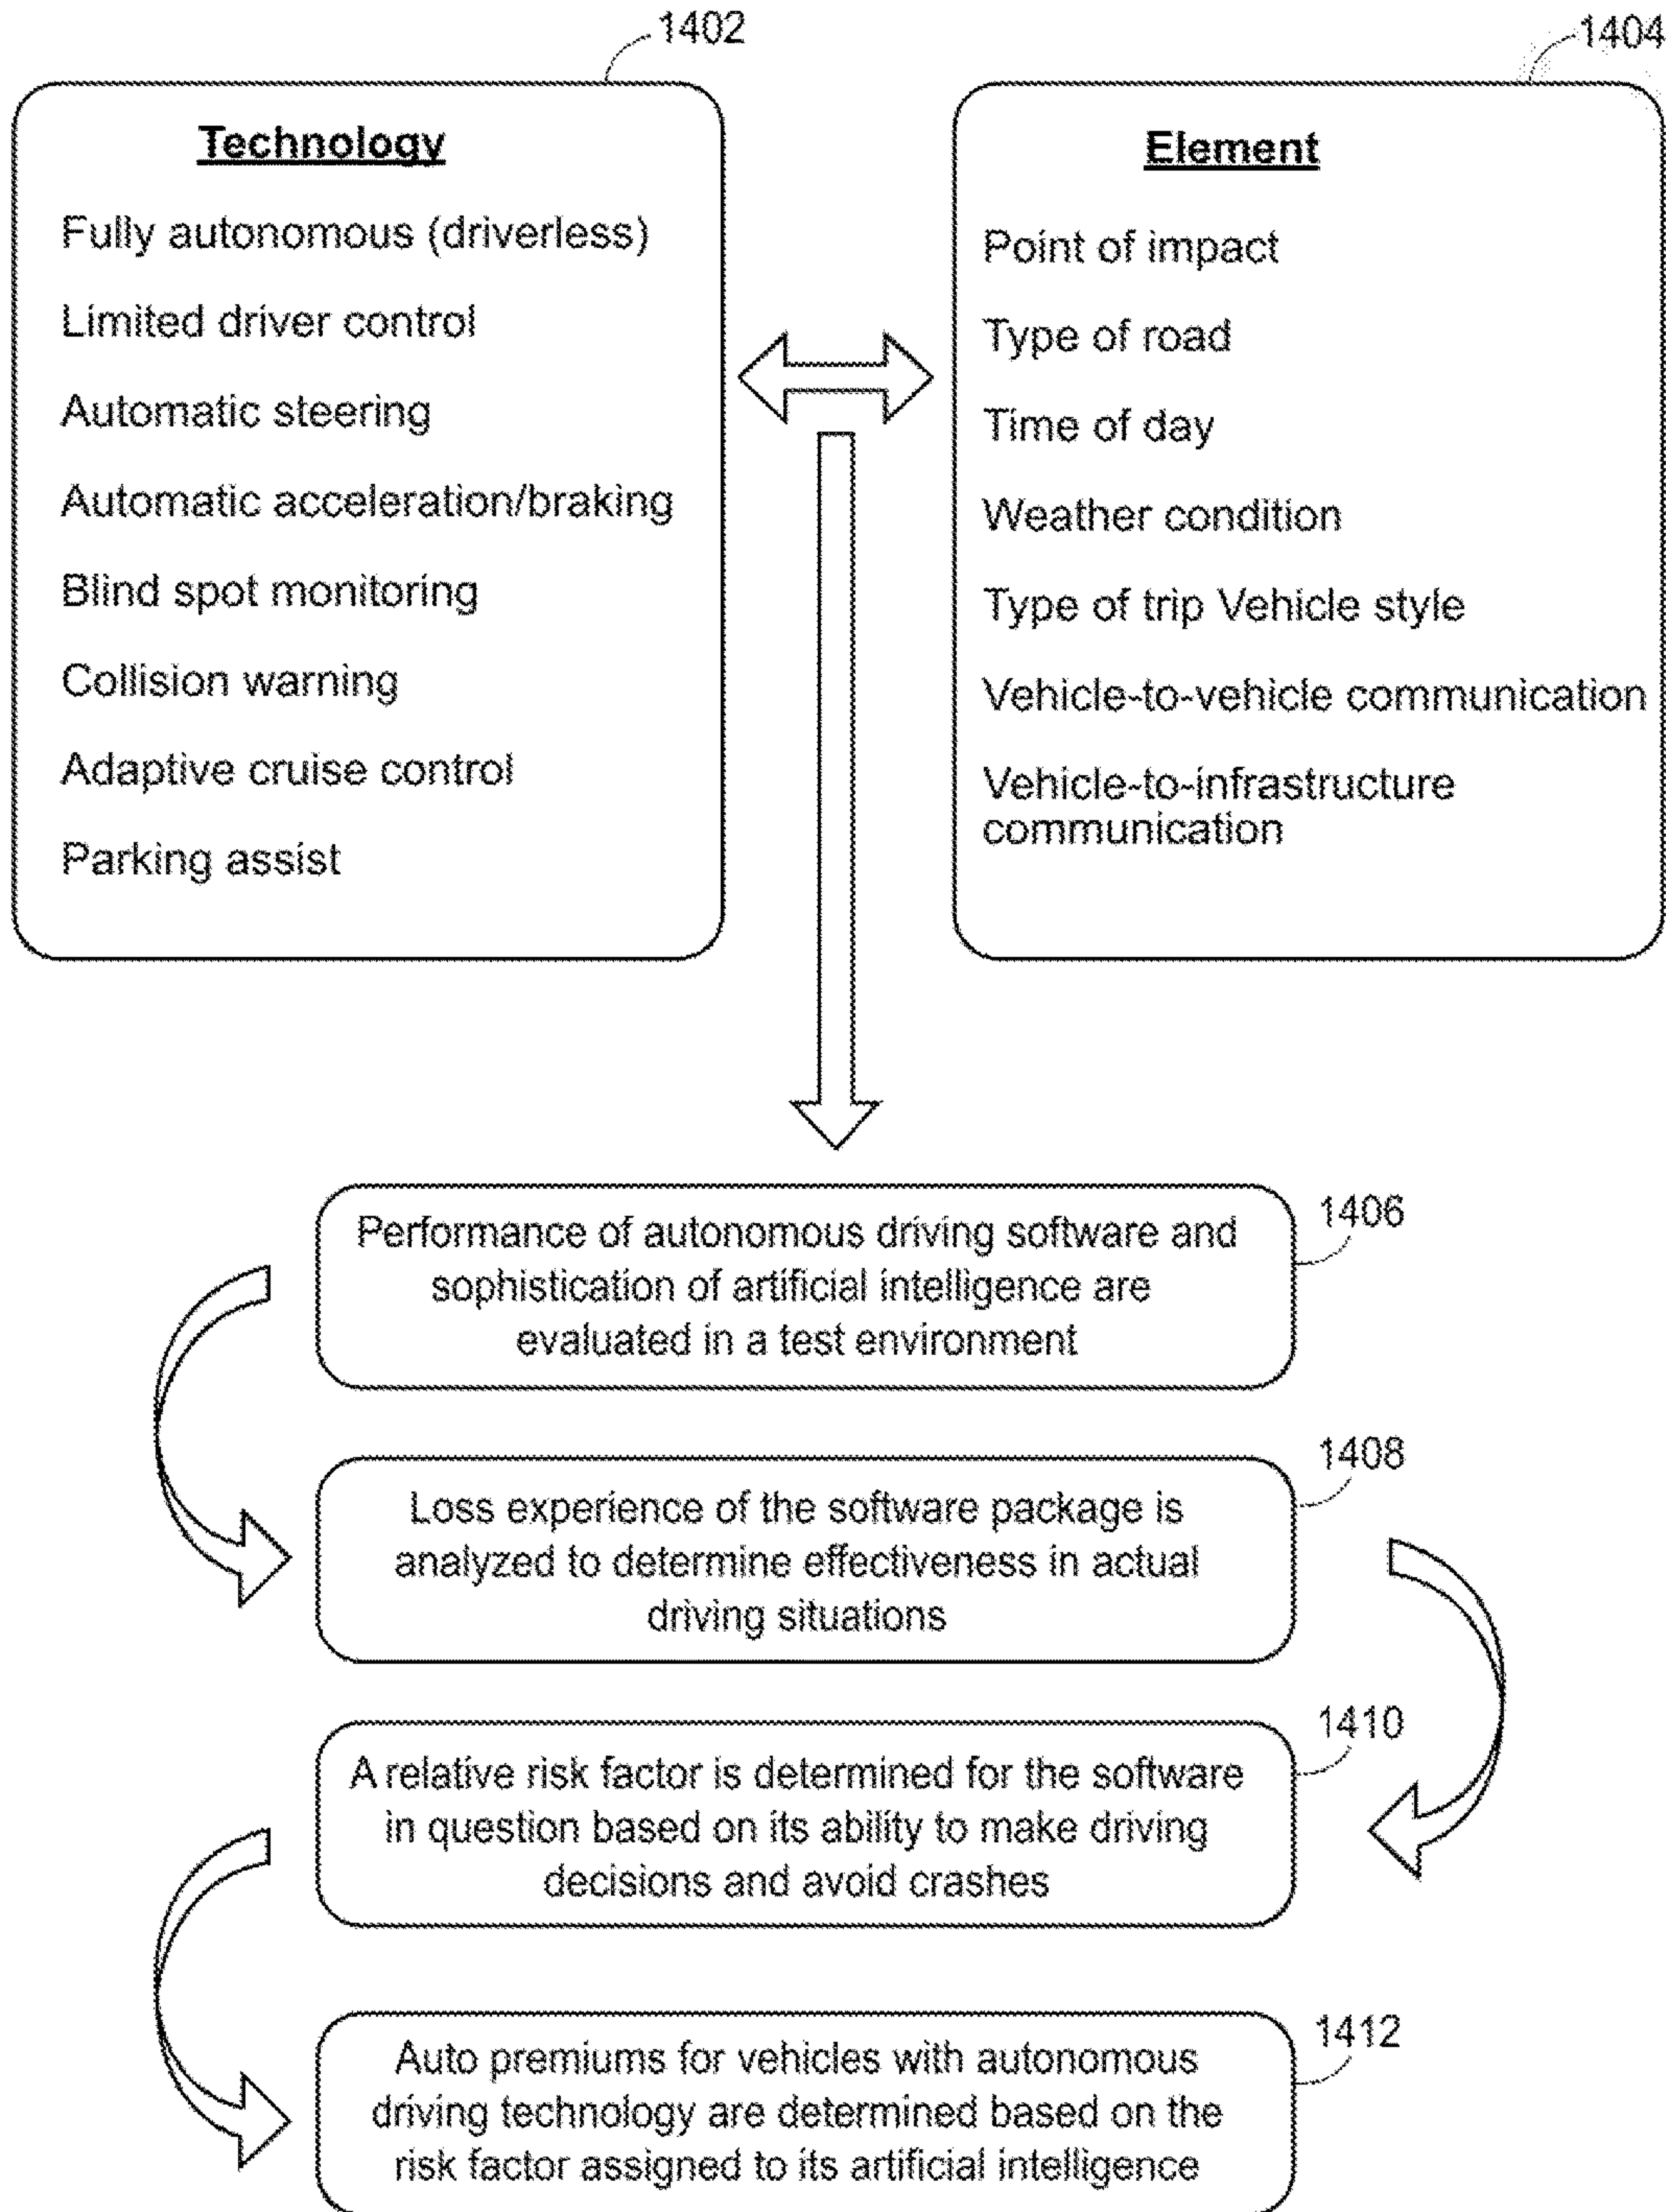 1402
Technology
Fully autonomous (driverless)
Limited driver control
Automatic steering
Automatic acceleration/braking
Blind spot monitoring
Collision warning
Adaptive cruise control
Parking assist
1404
Element
Point of impact
Type of road
Time of day
Weather condition
Type of trip Vehicle style
Vehicle-to-vehicle communication
Vehicle-to-infrastructure
communication
1406
Performance of autonomous driving software and
sophistication of artificial intelligence are
evaluated in a test environment
1408
Loss experience of the software package is
analyzed to determine effectiveness in actual
driving situations
1410
A relative risk factor is determined for the software
in question based on its ability to make driving
decisions and avoid crashes
1412
Auto premiums for vehicles with autonomous
driving technology are determined based on the
risk factor assigned to its artificial intelligence